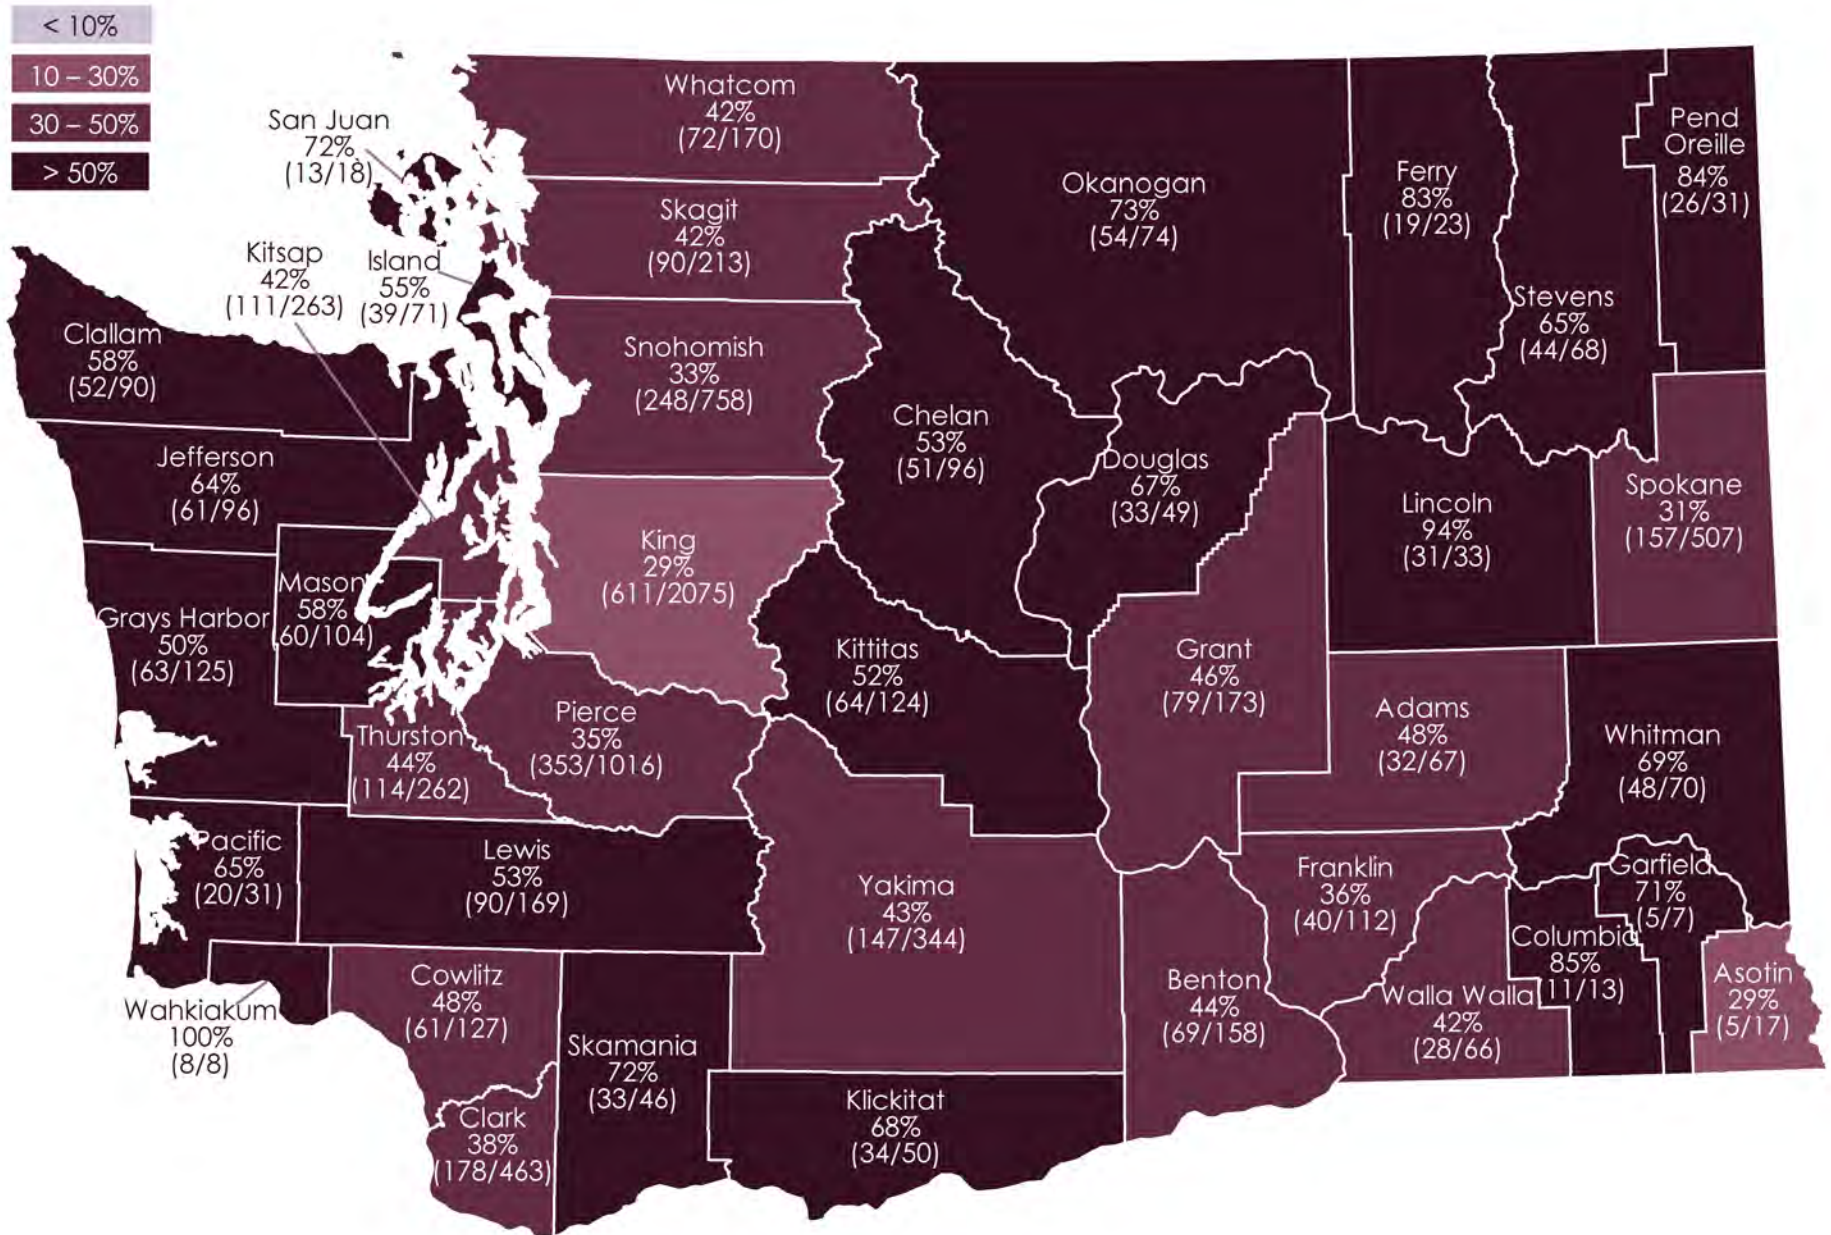 < 10%
10 – 30%
30 – 50%
> 50%
Whatcom
42%
(72/170)
San Juan
72%
(13/18)
Skagit
42%
(90/213)
Okanogan
73%
(54/74)
Ferry
83%
(19/23)
Pend
Oreille
84%
(26/31)
Kitsap
42%
(111/263)
Island
55%
(39/71)
Stevens
65%
(44/68)
Clallam
58%
(52/90)
Snohomish
33%
(248/758)
Chelan
53%
(51/96)
Douglas
67%
(33/49)
Jefferson
64%
(61/96)
Lincoln
94%
(31/33)
Spokane
31%
(157/507)
King
29%
(611/2075)
Mason
58%
(60/104)
Grays Harbor
50%
(63/125)
Kittitas
52%
(64/124)
Grant
46%
(79/173)
Adams
48%
(32/67)
Whitman
69%
(48/70)
Pierce
35%
(353/1016)
Thurston
44%
(114/262)
Pacific
65%
(20/31)
Lewis
53%
(90/169)
Yakima
43%
(147/344)
Franklin
36%
(40/112)
Garfield
71%
(5/7)
Columbia
85%
(11/13)
Asotin
29%
(5/17)
Cowlitz
48%
(61/127)
Benton
44%
(69/158)
Walla Walla
42%
(28/66)
Wahkiakum
100%
(8/8)
Skamania
72%
(33/46)
Klickitat
68%
(34/50)
Clark
38%
(178/463)